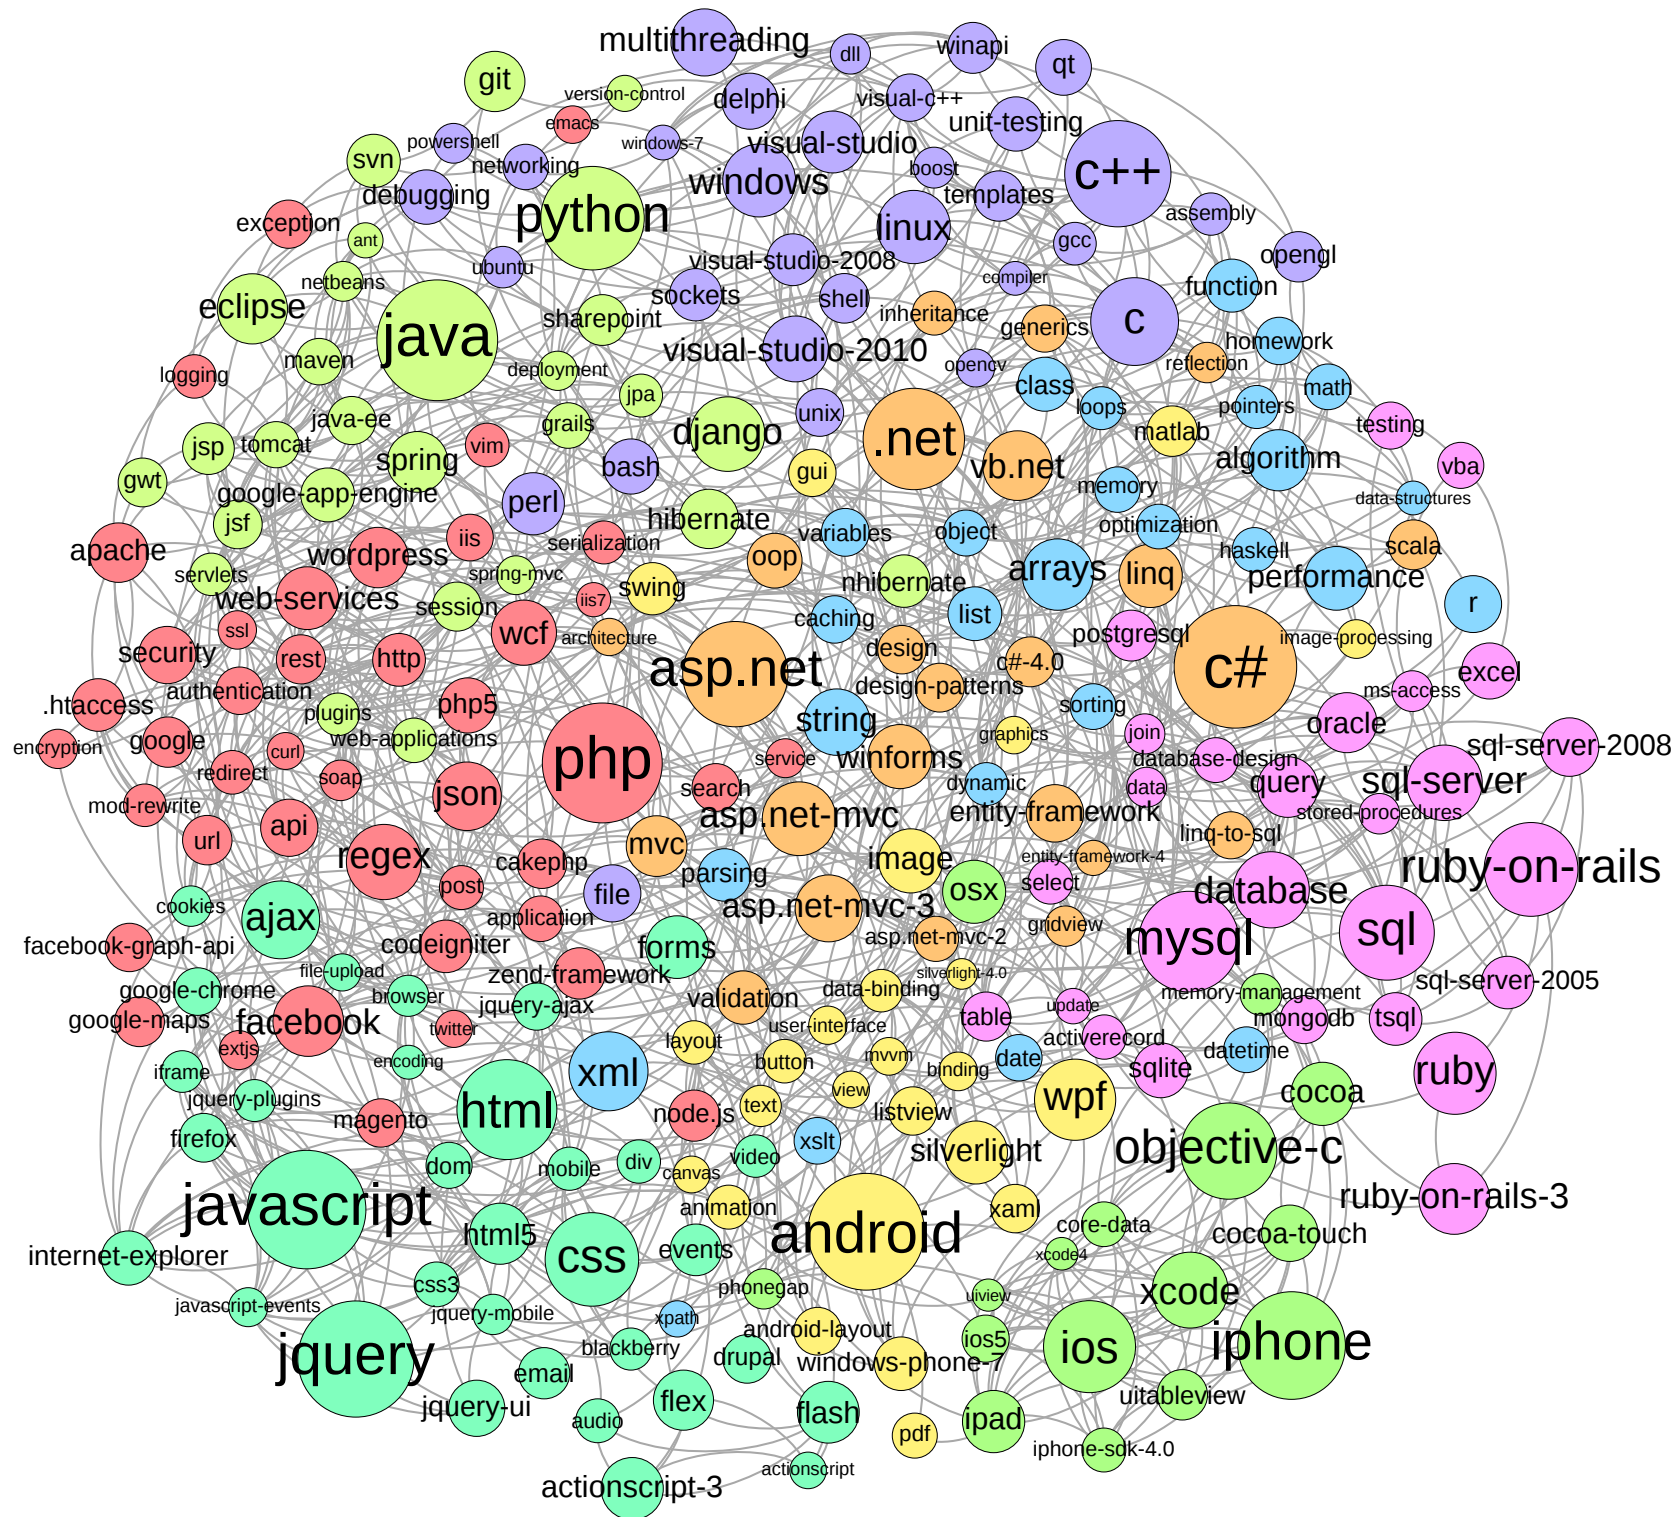 multithreading
dll
winapi
qt
git
version-control
delphi
visual-c++
emacs
unit-testing
powershell
windows-7
visual-studio
svn
networking
boost
c++
debugging
windows
templates
python
assembly
exception
linux
ant
gcc
opengl
ubuntu
visual-studio-2008
netbeans
compiler
function
eclipse
sockets
shell
sharepoint
inheritance
generics
c
java
homework
visual-studio-2010
maven
deployment
opencv
reflection
logging
class
math
jpa
loops
pointers
java-ee
grails
unix
testing
jsp
tomcat
vim
django
.net
matlab
spring
bash
gui
vb.net
algorithm
vba
gwt
google-app-engine
memory
data-structures
perl
jsf
hibernate
variables
object
optimization
apache
wordpress
iis
serialization
oop
haskell
scala
servlets
spring-mvc
swing
nhibernate
arrays
linq
performance
web-services
session
iis7
list
r
ssl
wcf
architecture
caching
postgresql
image-processing
security
rest
http
asp.net
design
c#-4.0
c#
authentication
design-patterns
excel
ms-access
.htaccess
php5
plugins
string
sorting
oracle
encryption
google
curl
web-applications
graphics
join
sql-server-2008
php
service
winforms
database-design
redirect
soap
search
dynamic
data
query
sql-server
mod-rewrite
json
asp.net-mvc
entity-framework
stored-procedures
url
api
mvc
linq-to-sql
regex
cakephp
image
entity-framework-4
ruby-on-rails
parsing
post
file
osx
select
database
cookies
ajax
application
asp.net-mvc-3
gridview
mysql
sql
facebook-graph-api
codeigniter
forms
asp.net-mvc-2
file-upload
zend-framework
silverlight-4.0
google-chrome
browser
jquery-ajax
validation
data-binding
memory-management
sql-server-2005
google-maps
facebook
twitter
user-interface
table
update
mongodb
tsql
extjs
layout
activerecord
encoding
button
mvvm
date
datetime
iframe
xml
binding
sqlite
ruby
jquery-plugins
view
wpf
cocoa
html
text
listview
magento
node.js
firefox
xslt
silverlight
objective-c
dom
mobile
div
video
canvas
javascript
animation
xaml
ruby-on-rails-3
html5
android
core-data
cocoa-touch
internet-explorer
css
events
xcode4
css3
phonegap
uiview
xcode
javascript-events
jquery-mobile
xpath
android-layout
ios5
ios
iphone
jquery
blackberry
drupal
windows-phone-7
email
uitableview
jquery-ui
flex
flash
ipad
audio
pdf
iphone-sdk-4.0
actionscript
actionscript-3